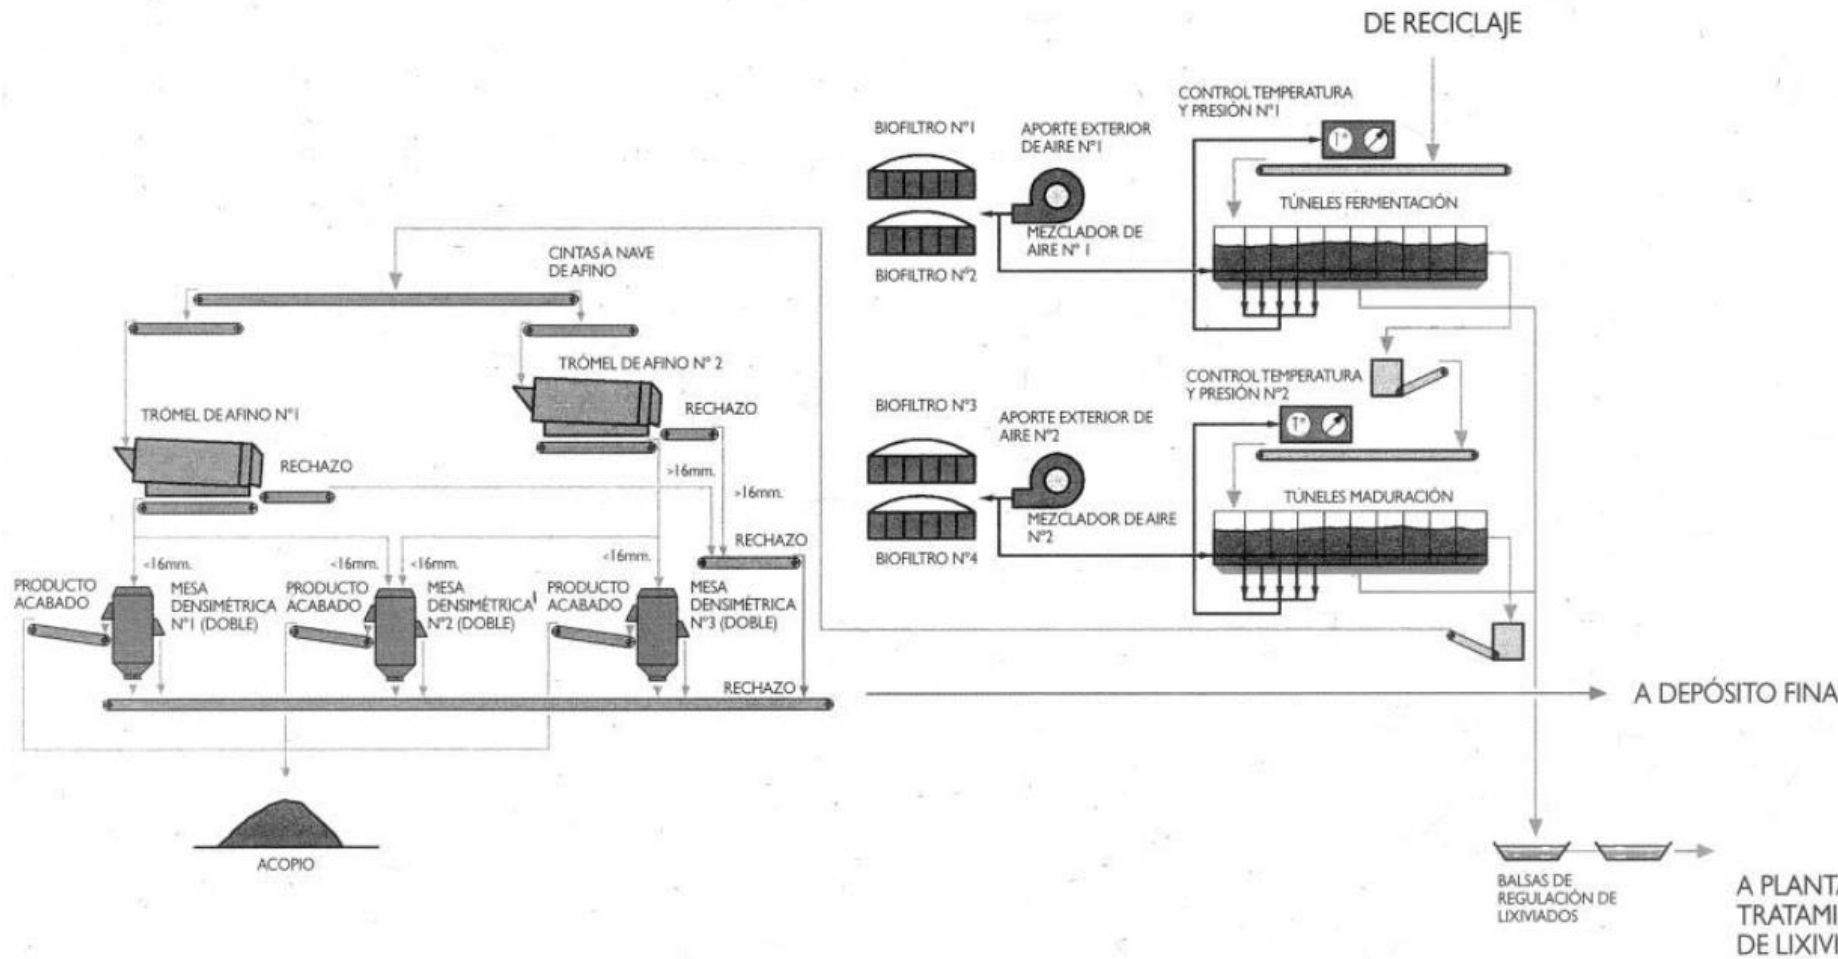 DE RECICLAJE
CONTROL TEMPERATURA
Y PRESIÓN Nº1
BIOFILTRO Nº1
APORTE EXTERIOR
DE AIRE Nº1
1º
TÚNELES FERMENTACIÓN
MEZCLADOR DE
AIRE Nº 1
BIOFILTRO Nº2
CINTAS A NAVE
DE AFINO
TRÓMEL DE AFINO Nº 2
CONTROL TEMPERATURA
Y PRESIÓN Nº2
RECHAZO
BIOFILTRO Nº3
APORTE EXTERIOR DE
AIRE Nº2
1º
TRÓMEL DE AFINO Nº1
RECHAZO
>16mm.
>16mm.
TÚNELES MADURACIÓN
MEZCLADOR DE AIRE
Nº2
BIOFILTRO Nº4
RECHAZO
<16mm.
<16mm.
<16mm.
<16mm.
PRODUCTO
ACABADO
MESA
DENSIMÉTRICA
Nº1 (DOBLE)
PRODUCTO
ACABADO
MESA
DENSIMÉTRICA
Nº2 (DOBLE)
PRODUCTO
ACABADO
MESA
DENSIMÉTRICA
Nº3 (DOBLE)
RECHAZO
A DEPÓSITO FINA
ACOPIO
BALSAS DE
REGULACIÓN DE
LIXIVIADOS
A PLANTA
TRATAMI
DE LIXIVI